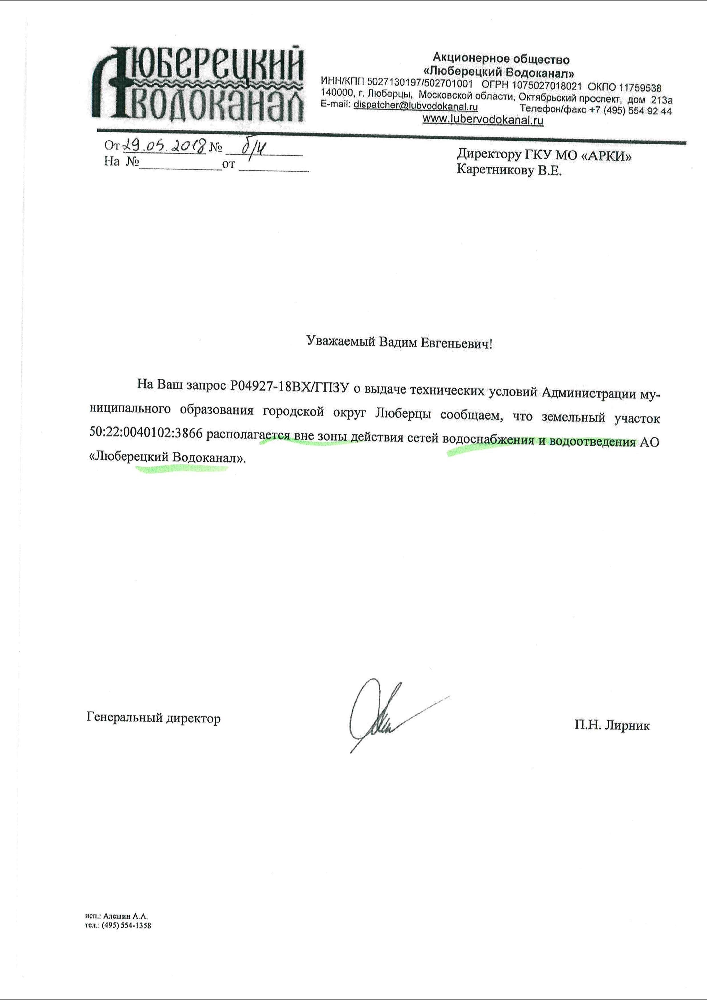 Люберецкий
Водоканал
Акционерное общество
«Люберецкий Водоканал»
ИНН/КПП 5027130197/502701001 ОГРН 1075027018021 ОКПО 11759538
140000, г. Люберцы, Московской области, Октябрьский проспект, дом 213а
E-mail: dispatcher@lubvodokanal.ru Телефон/факс +7 (495) 554 92 44
www.lubervodokanal.ru
От 29.05.2018 № б/н
На № от
Директору ГКУ МО «АРКИ»
Каретникову В.Е.
Уважаемый Вадим Евгеньевич!
На Ваш запрос Р04927-18ВХ/ГПЗУ о выдаче технических условий Администрации му-
ниципального образования городской округ Люберцы сообщаем, что земельный участок
50:22:0040102:3866 располагается вне зоны действия сетей водоснабжения и водоотведения АО
«Люберецкий Водоканал».
Генеральный директор П.Н. Лирник
исп.: Алешин А.А.
тел.: (495) 554-1358